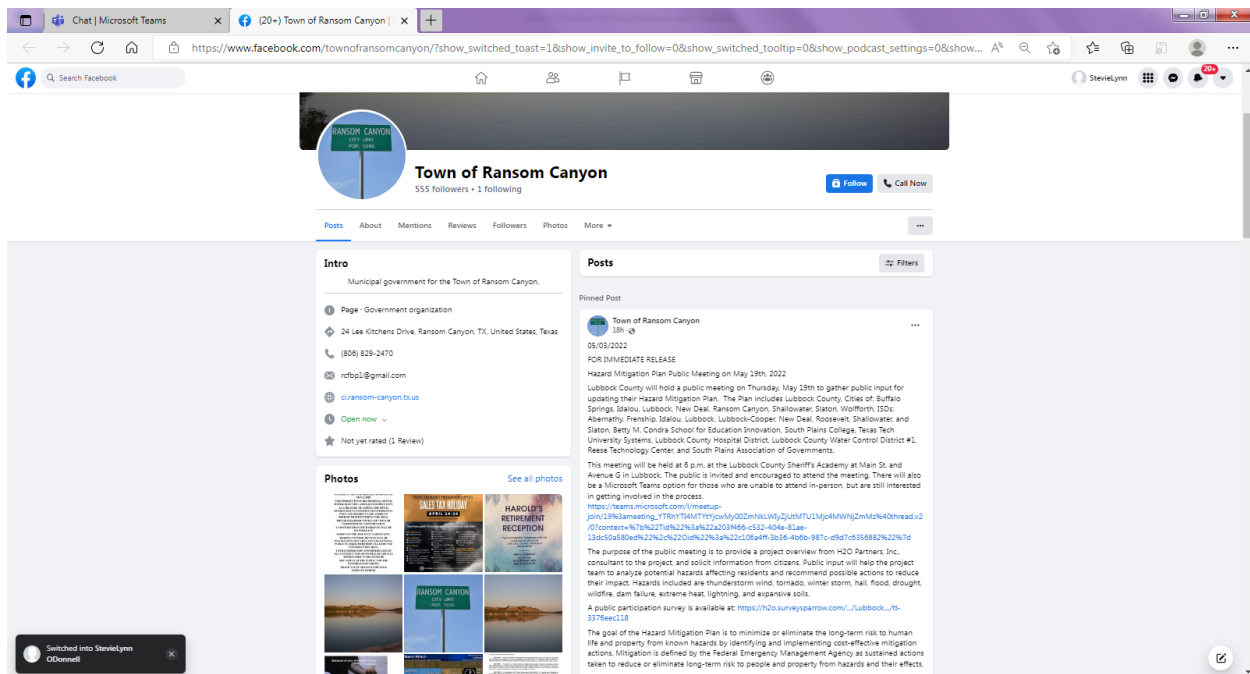 Chat | Microsoft Teams
(20+) Town of Ransom Canyon |
https://www.facebook.com/townofransomcanyon/?show_switched_toast=1&show_invite_to_follow=0&show_switched_tooltip=0&show_podcast_settings=0&show...
Search Facebook
StevieLynn
20+
RANSOM CANYON
CITY LIMIT
Town of Ransom Canyon
555 followers • 1 following
Follow
Call Now
Posts About Mentions Reviews Followers Photos More
Intro
Municipal government for the Town of Ransom Canyon.
Page · Government organization
24 Lee Kitchens Drive, Ransom Canyon, TX, United States, Texas
(806) 829-2470
rcfbp1@gmail.com
ci.ransom-canyon.tx.us
Open now
Not yet rated (1 Review)
Photos
See all photos
SALES TAX HOLIDAY
APRIL 24-26
HAROLD'S
RETIREMENT
RECEPTION
RANSOM CANYON
CITY LIMIT
Switched into StevieLynn
ODonnell
Posts
Filters
Pinned Post
Town of Ransom Canyon
18h ·
05/03/2022
FOR IMMEDIATE RELEASE
Hazard Mitigation Plan Public Meeting on May 19th, 2022
Lubbock County will hold a public meeting on Thursday, May 19th to gather public input for
updating their Hazard Mitigation Plan. The Plan includes Lubbock County, Cities of: Buffalo
Springs, Idalou, Lubbock, New Deal, Ransom Canyon, Shallowater, Slaton, Wolfforth, ISDs:
Abernathy, Frenship, Idalou, Lubbock, Lubbock-Cooper, New Deal, Roosevelt, Shallowater, and
Slaton, Betty M. Condra School for Education Innovation, South Plains College, Texas Tech
University Systems, Lubbock County Hospital District, Lubbock County Water Control District #1,
Reese Technology Center, and South Plains Association of Governments.
This meeting will be held at 6 p.m. at the Lubbock County Sheriff's Academy at Main St. and
Avenue G in Lubbock. The public is invited and encouraged to attend the meeting. There will also
be a Microsoft Teams option for those who are unable to attend in-person, but are still interested
in getting involved in the process.
https://teams.microsoft.com/l/meetup-
join/19%3ameeting_YTRhYTI4MTYtYjcwMy00ZmNkLWIyZjUtMTU1Mjc4MWNjZmMz%40thread.v2
/0?context=%7b%22Tid%22%3a%22a203f466-c532-404e-81ae-
13dc50a580ed%22%2c%22Oid%22%3a%22c106a4ff-3b36-4b6b-987c-d9d7c6356882%22%7d
The purpose of the public meeting is to provide a project overview from H2O Partners, Inc.,
consultant to the project, and solicit information from citizens. Public input will help the project
team to analyze potential hazards affecting residents and recommend possible actions to reduce
their impact. Hazards included are thunderstorm wind, tornado, winter storm, hail, flood, drought,
wildfire, dam failure, extreme heat, lightning, and expansive soils.
A public participation survey is available at: https://h2o.surveysparrow.com/.../Lubbock.../tt-
3376eec118
The goal of the Hazard Mitigation Plan is to minimize or eliminate the long-term risk to human
life and property from known hazards by identifying and implementing cost-effective mitigation
actions. Mitigation is defined by the Federal Emergency Management Agency as sustained actions
taken to reduce or eliminate long-term risk to people and property from hazards and their effects.